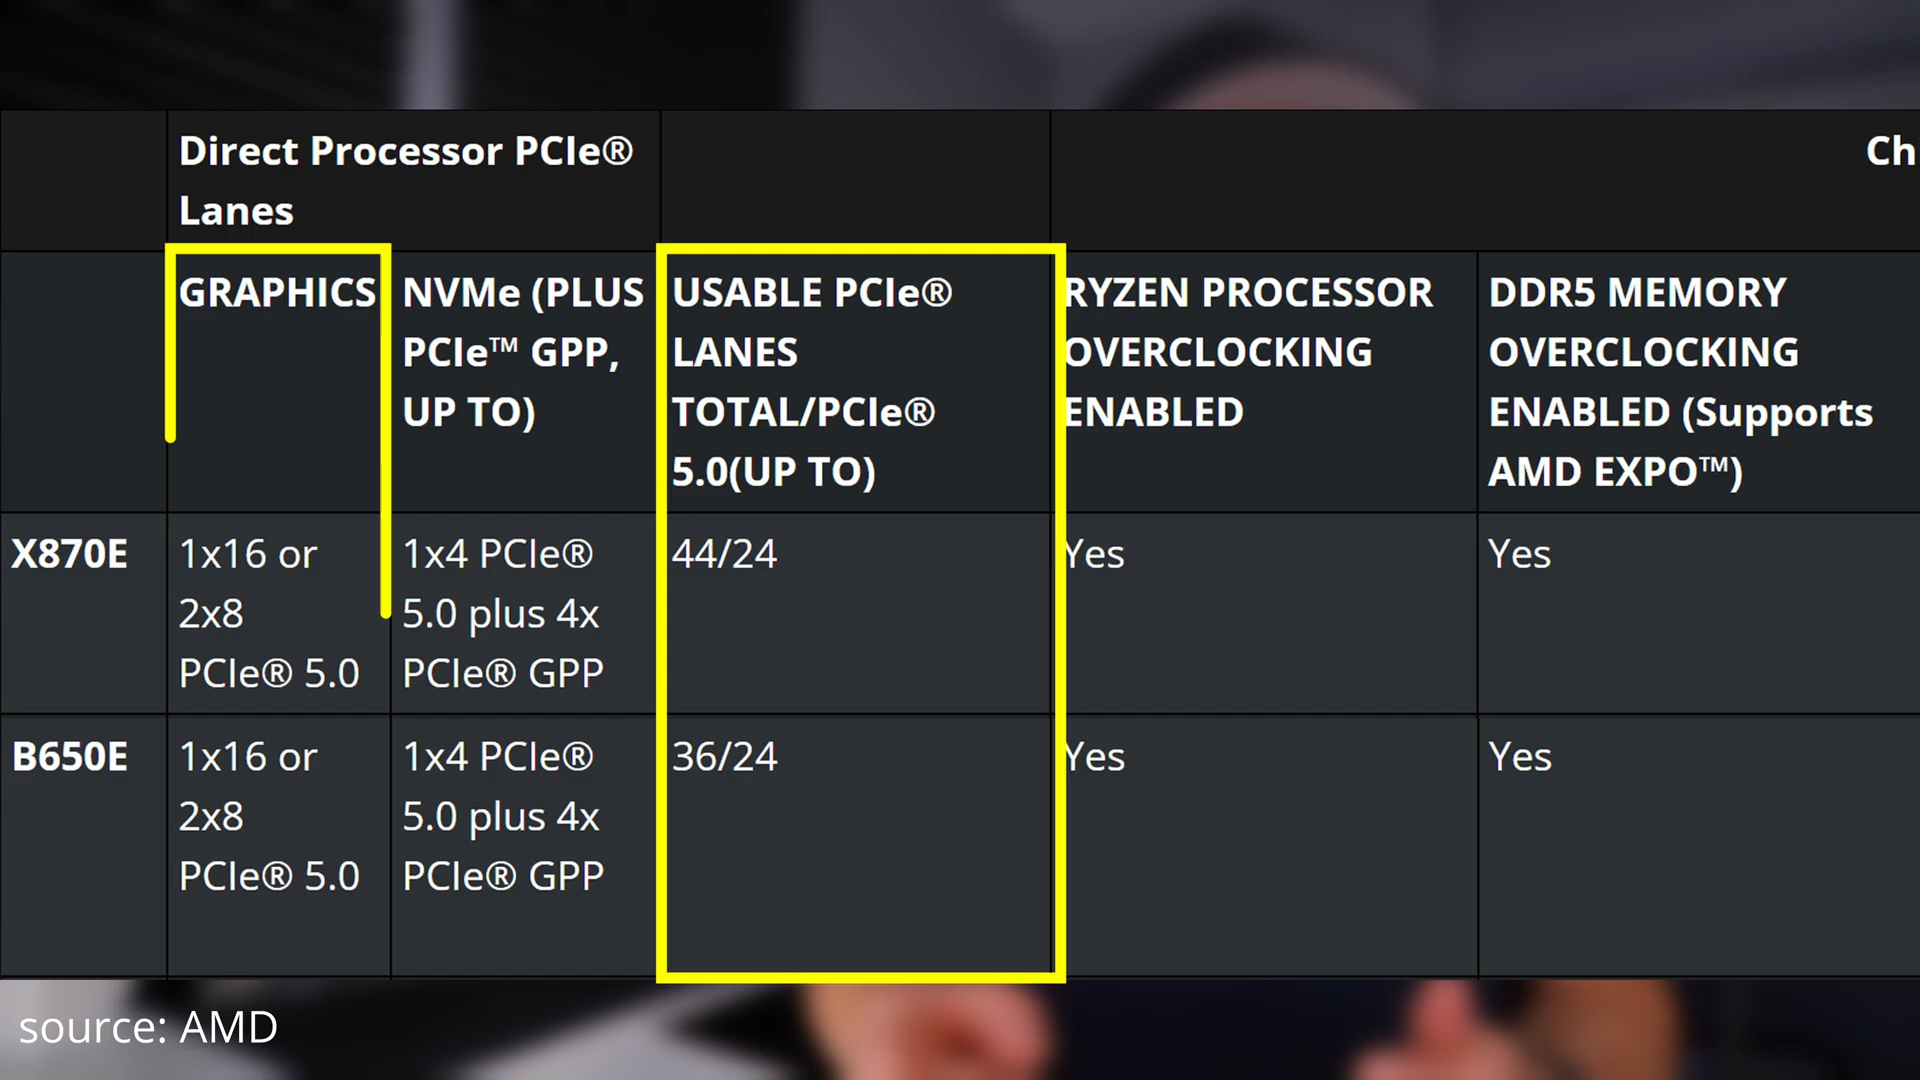 Direct Processor PCIe®
Lanes
Ch
GRAPHICS
NVMe (PLUS
PCIe™ GPP,
UP TO)
USABLE PCIe®
LANES
TOTAL/PCIe®
5.0(UP TO)
RYZEN PROCESSOR
OVERCLOCKING
ENABLED
DDR5 MEMORY
OVERCLOCKING
ENABLED (Supports
AMD EXPO™)
X870E
1x16 or
2x8
PCIe® 5.0
1x4 PCIe®
5.0 plus 4x
PCIe® GPP
44/24
Yes
Yes
B650E
1x16 or
2x8
PCIe® 5.0
1x4 PCIe®
5.0 plus 4x
PCIe® GPP
36/24
Yes
Yes
source: AMD